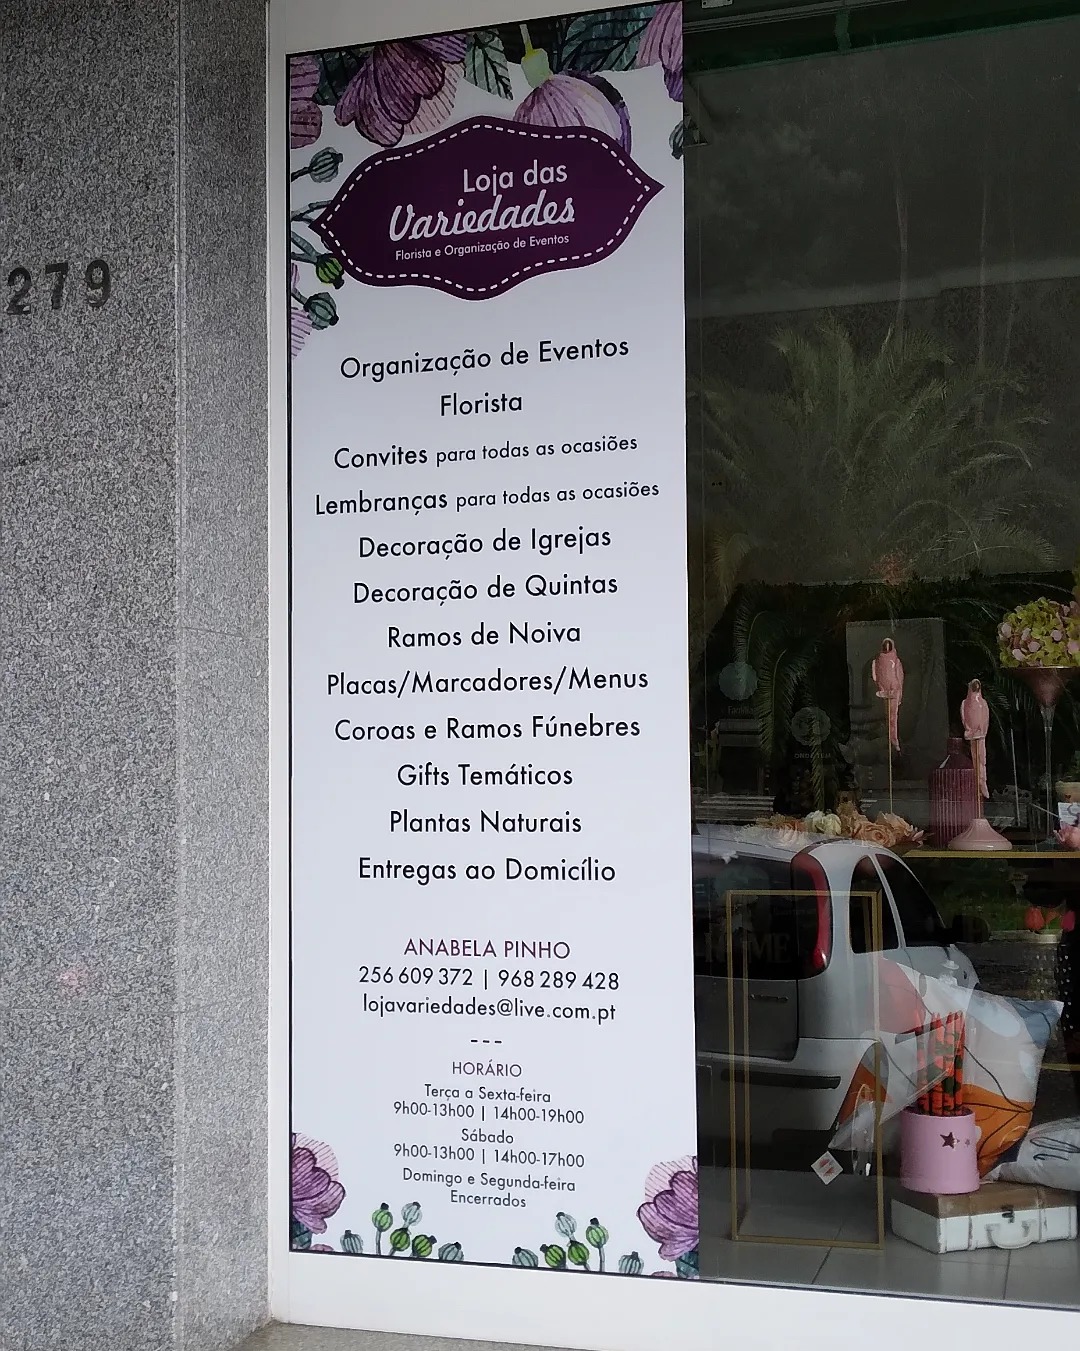 279
Loja das
Variedades
Florista e Organização de Eventos
Organização de Eventos
Florista
Convites para todas as ocasiões
Lembranças para todas as ocasiões
Decoração de Igrejas
Decoração de Quintas
Ramos de Noiva
Placas/Marcadores/Menus
Coroas e Ramos Fúnebres
Gifts Temáticos
Plantas Naturais
Entregas ao Domicílio
ANABELA PINHO
256 609 372 | 968 289 428
lojavariedades@live.com.pt
---
HORÁRIO
Terça a Sexta-feira
9h00-13h00 | 14h00-19h00
Sábado
9h00-13h00 | 14h00-17h00
Domingo e Segunda-feira
Encerrados
HOME